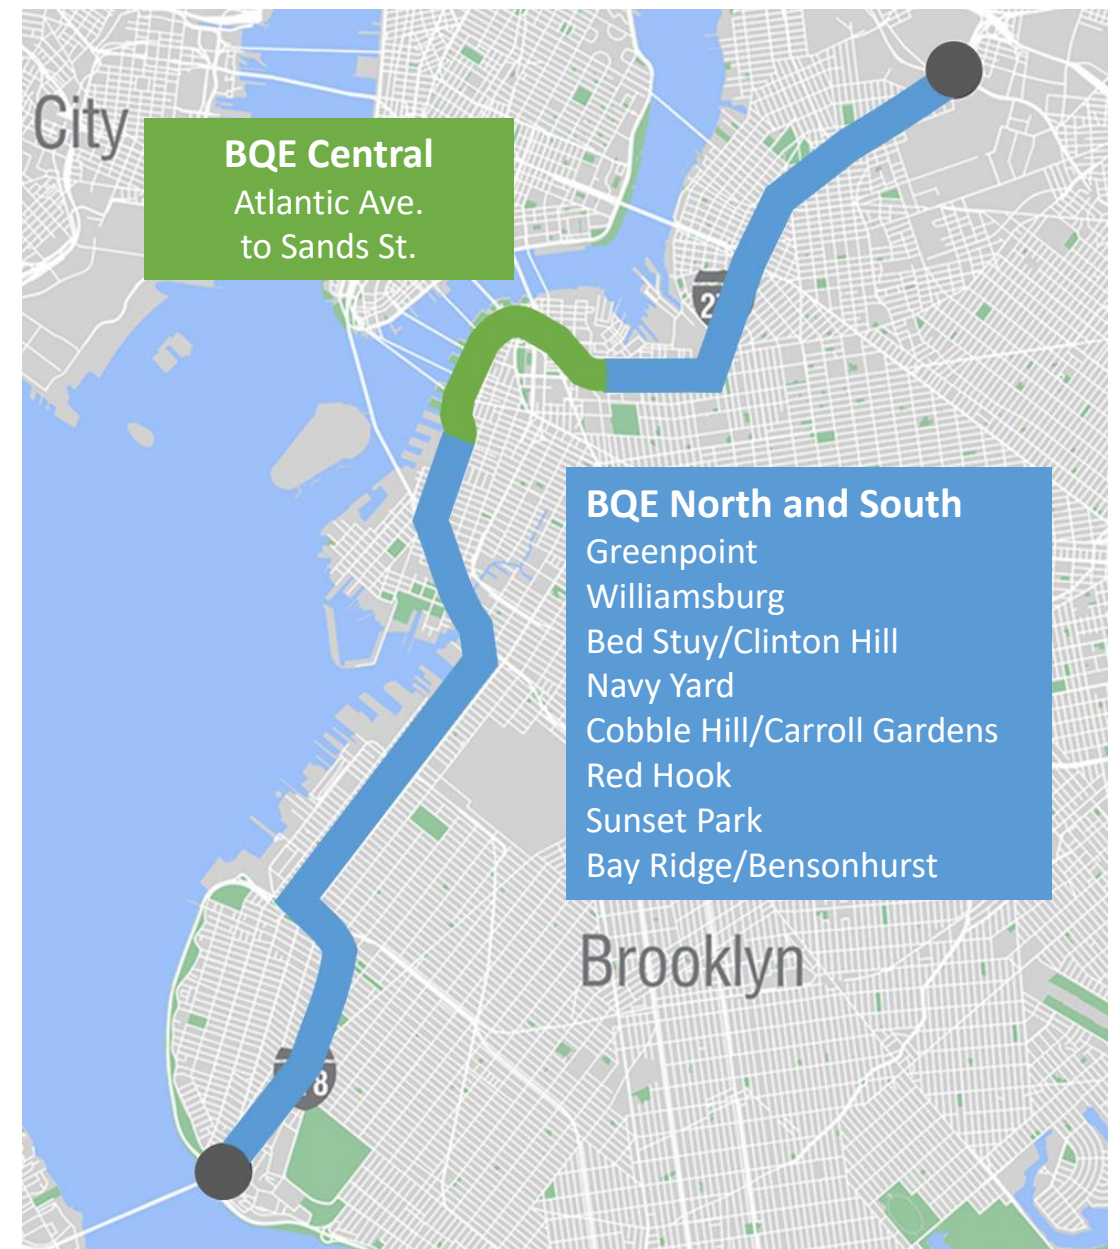 City
BQE Central
Atlantic Ave.
to Sands St.
BQE North and South
Greenpoint
Williamsburg
Bed Stuy/Clinton Hill
Navy Yard
Cobble Hill/Carroll Gardens
Red Hook
Sunset Park
Bay Ridge/Bensonhurst
Brooklyn